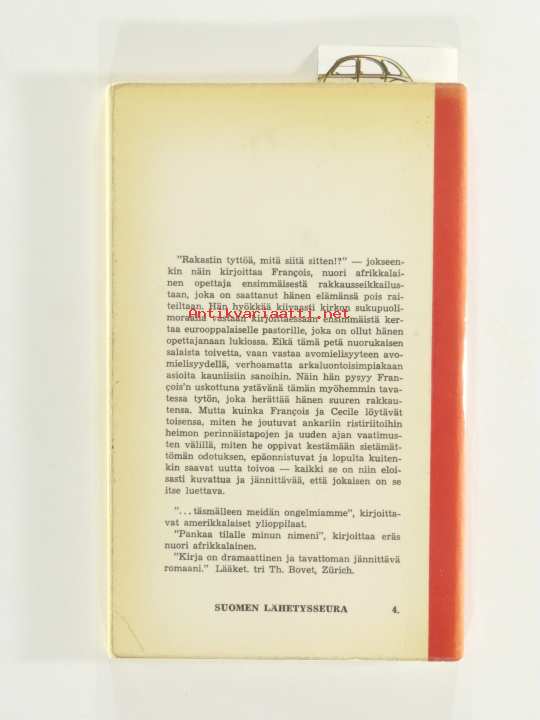 "Rakastin tyttöä, mitä siitä sitten!?" — jokseen-
kin näin kirjoittaa François, nuori afrikkalai-
nen opettaja ensimmäisestä rakkausseikkailus-
taan, joka on saattanut hänen elämänsä pois rai-
teiltaan. Hän hyökkää kiivaasti kirkon sukupuoli-
moraalia vastaan kirjoittaessaan ensimmäistä ker-
taa eurooppalaiselle pastorille, joka on ollut hänen
opettajanaan lukiossa. Eikä tämä petä nuorukaisen
salaista toivetta, vaan vastaa avomielisyyteen avo-
mielisyydellä, verhoamatta arkaluontoisimpiakaan
asioita kauniisiin sanoihin. Näin hän pysyy Fran-
çois'n uskottuna ystävänä tämän myöhemmin tava-
tessa tytön, joka herättää hänen suuren rakkau-
tensa. Mutta kuinka François ja Cecile löytävät
toisensa, miten he joutuvat ankariin ristiriitoihin
heimon perinnäistapojen ja uuden ajan vaatimus-
ten välillä, miten he oppivat kestämään sietämät-
tömän odotuksen, epäonnistuvat ja lopulta kuiten-
kin saavat uutta toivoa — kaikki se on niin eloi-
sasti kuvattua ja jännittävää, että jokaisen on se
itse luettava.
"... täsmälleen meidän ongelmiamme", kirjoitta-
vat amerikkalaiset ylioppilaat.
"Pankaa tilalle minun nimeni", kirjoittaa eräs
nuori afrikkalainen.
"Kirja on dramaattinen ja tavattoman jännittävä
romaani." Lääket. tri Th. Bovet, Zürich.
SUOMEN LÄHETYSSEURA 4.
Antikvariaatti.net